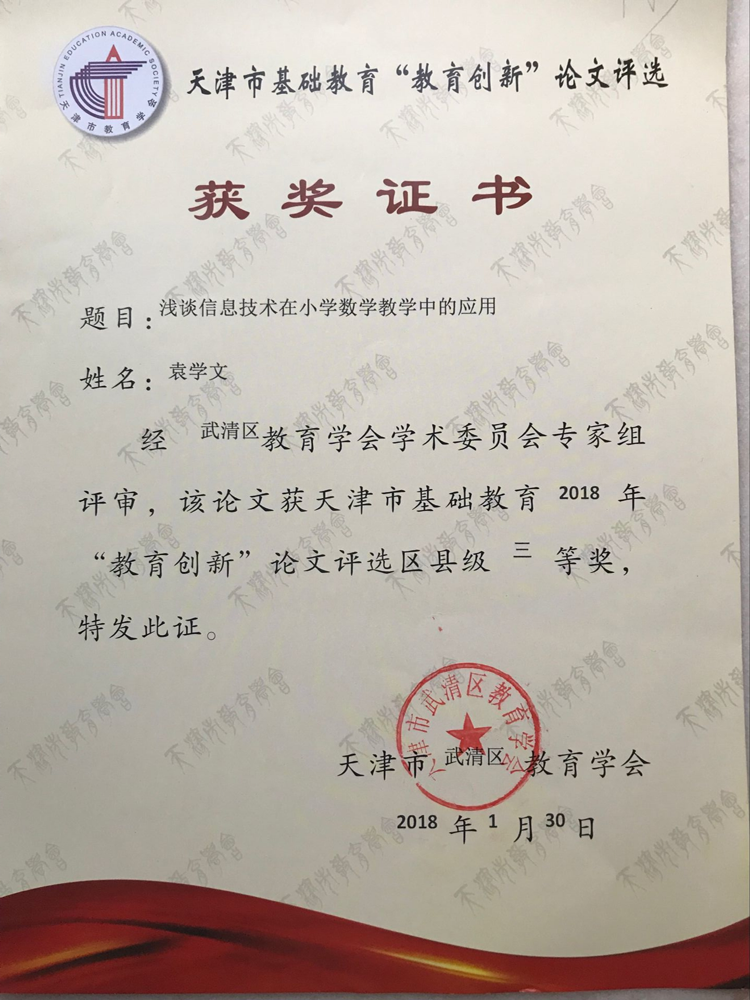 TIANJIN EDUCATION ACADEMIC SOCIETY
天津市教育学会
天津市基础教育“教育创新”论文评选
获奖证书
题目：浅谈信息技术在小学数学教学中的应用
姓名：袁学文
经 武清区教育学会学术委员会专家组
评审，该论文获天津市基础教育 2018 年
“教育创新”论文评选区县级 三 等奖，
特发此证。
天津市武清区教育学会
天津市 武清区 教育学会
2018 年 1 月 30 日